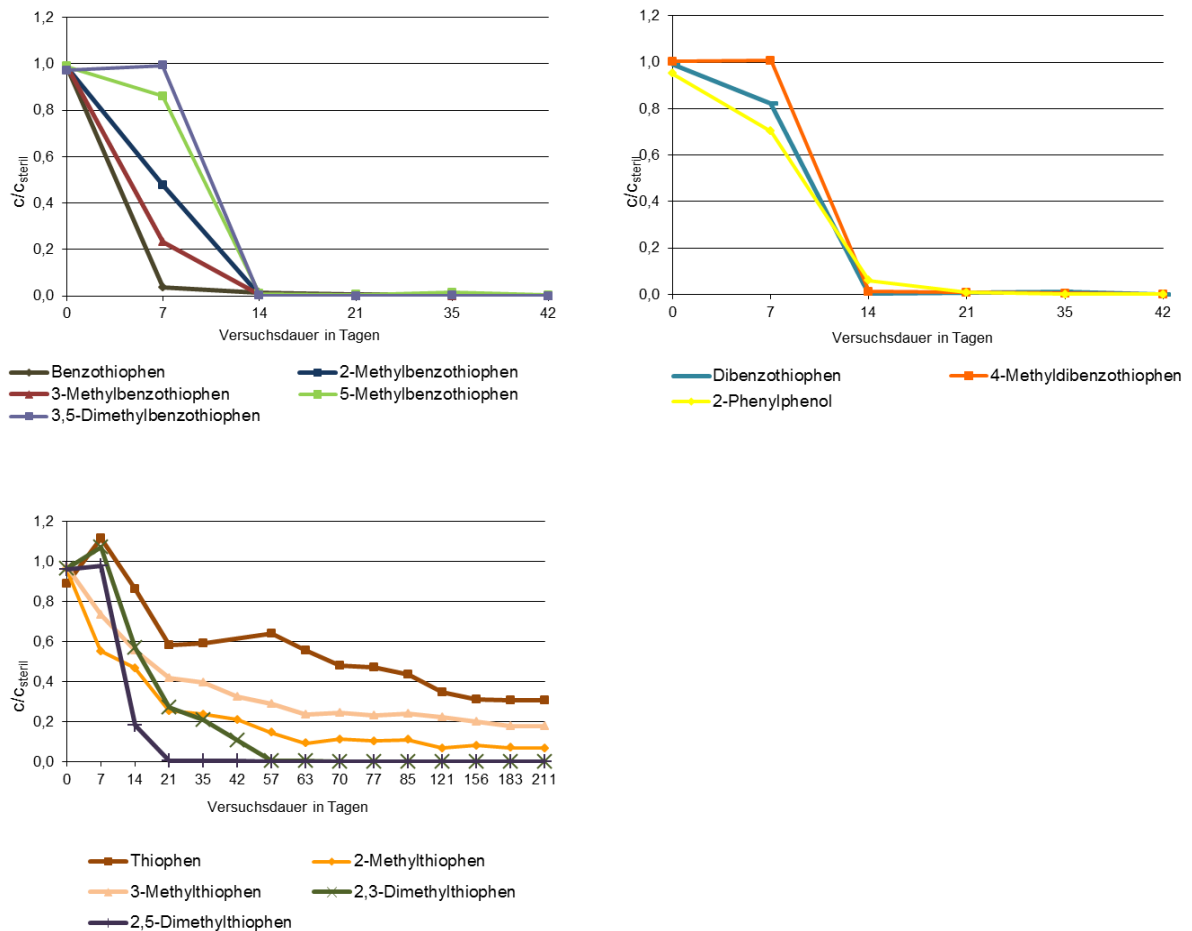 1,2
1,0
0,8
0,6
0,4
0,2
0,0
c/csteril
0 7 14 21 35 42
Versuchsdauer in Tagen
Benzothiophen 2-Methylbenzothiophen
3-Methylbenzothiophen 5-Methylbenzothiophen
3,5-Dimethylbenzothiophen
1,2
1,0
0,8
0,6
0,4
0,2
0,0
c/csteril
0 7 14 21 35 42
Versuchsdauer in Tagen
Dibenzothiophen 4-Methyldibenzothiophen
2-Phenylphenol
1,2
1,0
0,8
0,6
0,4
0,2
0,0
c/csteril
0 7 14 21 35 42 57 63 70 77 85 121 156 183 211
Versuchsdauer in Tagen
Thiophen 2-Methylthiophen
3-Methylthiophen 2,3-Dimethylthiophen
2,5-Dimethylthiophen